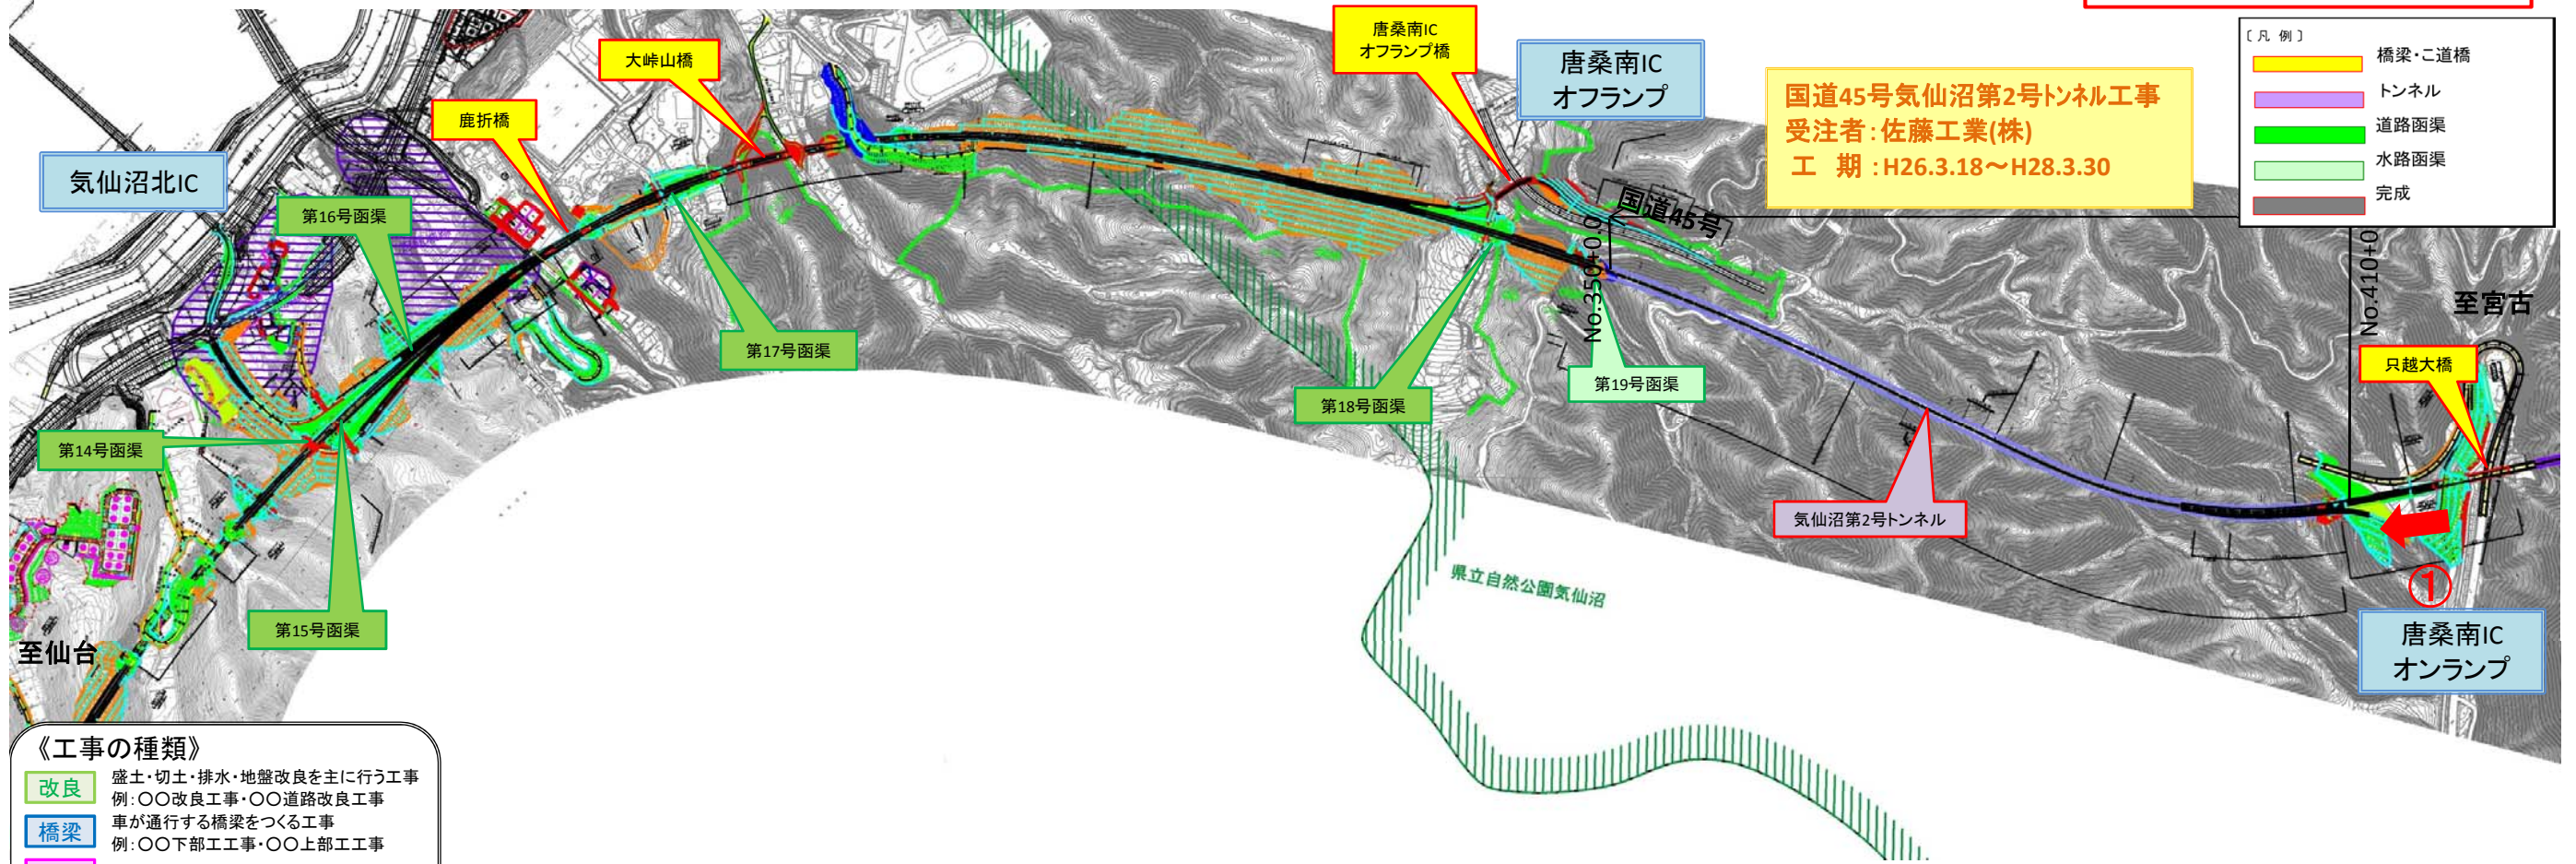 〔凡 例〕
橋梁・こ道橋
トンネル
道路函渠
水路函渠
完成
唐桑南IC
オフランプ橋
唐桑南IC
オフランプ
大峠山橋
鹿折橋
国道45号気仙沼第2号トンネル工事
受注者:佐藤工業(株)
工 期:H26.3.18～H28.3.30
気仙沼北IC
第16号函渠
国道45号
No.350+0.0
No.410+0
至宮古
第17号函渠
第19号函渠
第18号函渠
只越大橋
第14号函渠
気仙沼第2号トンネル
県立自然公園気仙沼
①
第15号函渠
唐桑南IC
オンランプ
至仙台
《工事の種類》
改良
盛土・切土・排水・地盤改良を主に行う工事
例:〇〇改良工事・〇〇道路改良工事
橋梁
車が通行する橋梁をつくる工事
例:〇〇下部工工事・〇〇上部工工事